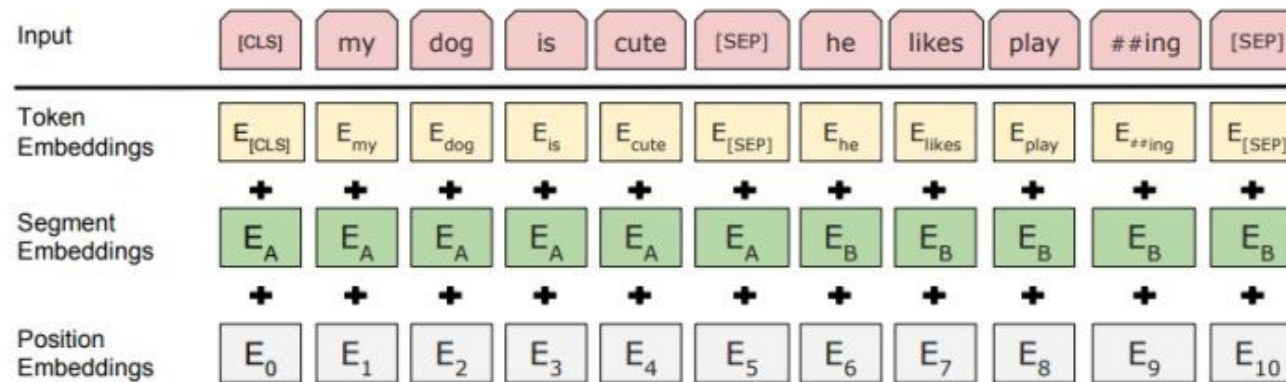 Input [CLS] my dog is cute [SEP] he likes play ##ing [SEP]
Token
Embeddings E[CLS] Emy Edog Eis Ecute E[SEP] Ehe Elikes Eplay E##ing E[SEP]
+ + + + + + + + + + +
Segment
Embeddings EA EA EA EA EA EA EB EB EB EB EB
+ + + + + + + + + + +
Position
Embeddings E0 E1 E2 E3 E4 E5 E6 E7 E8 E9 E10